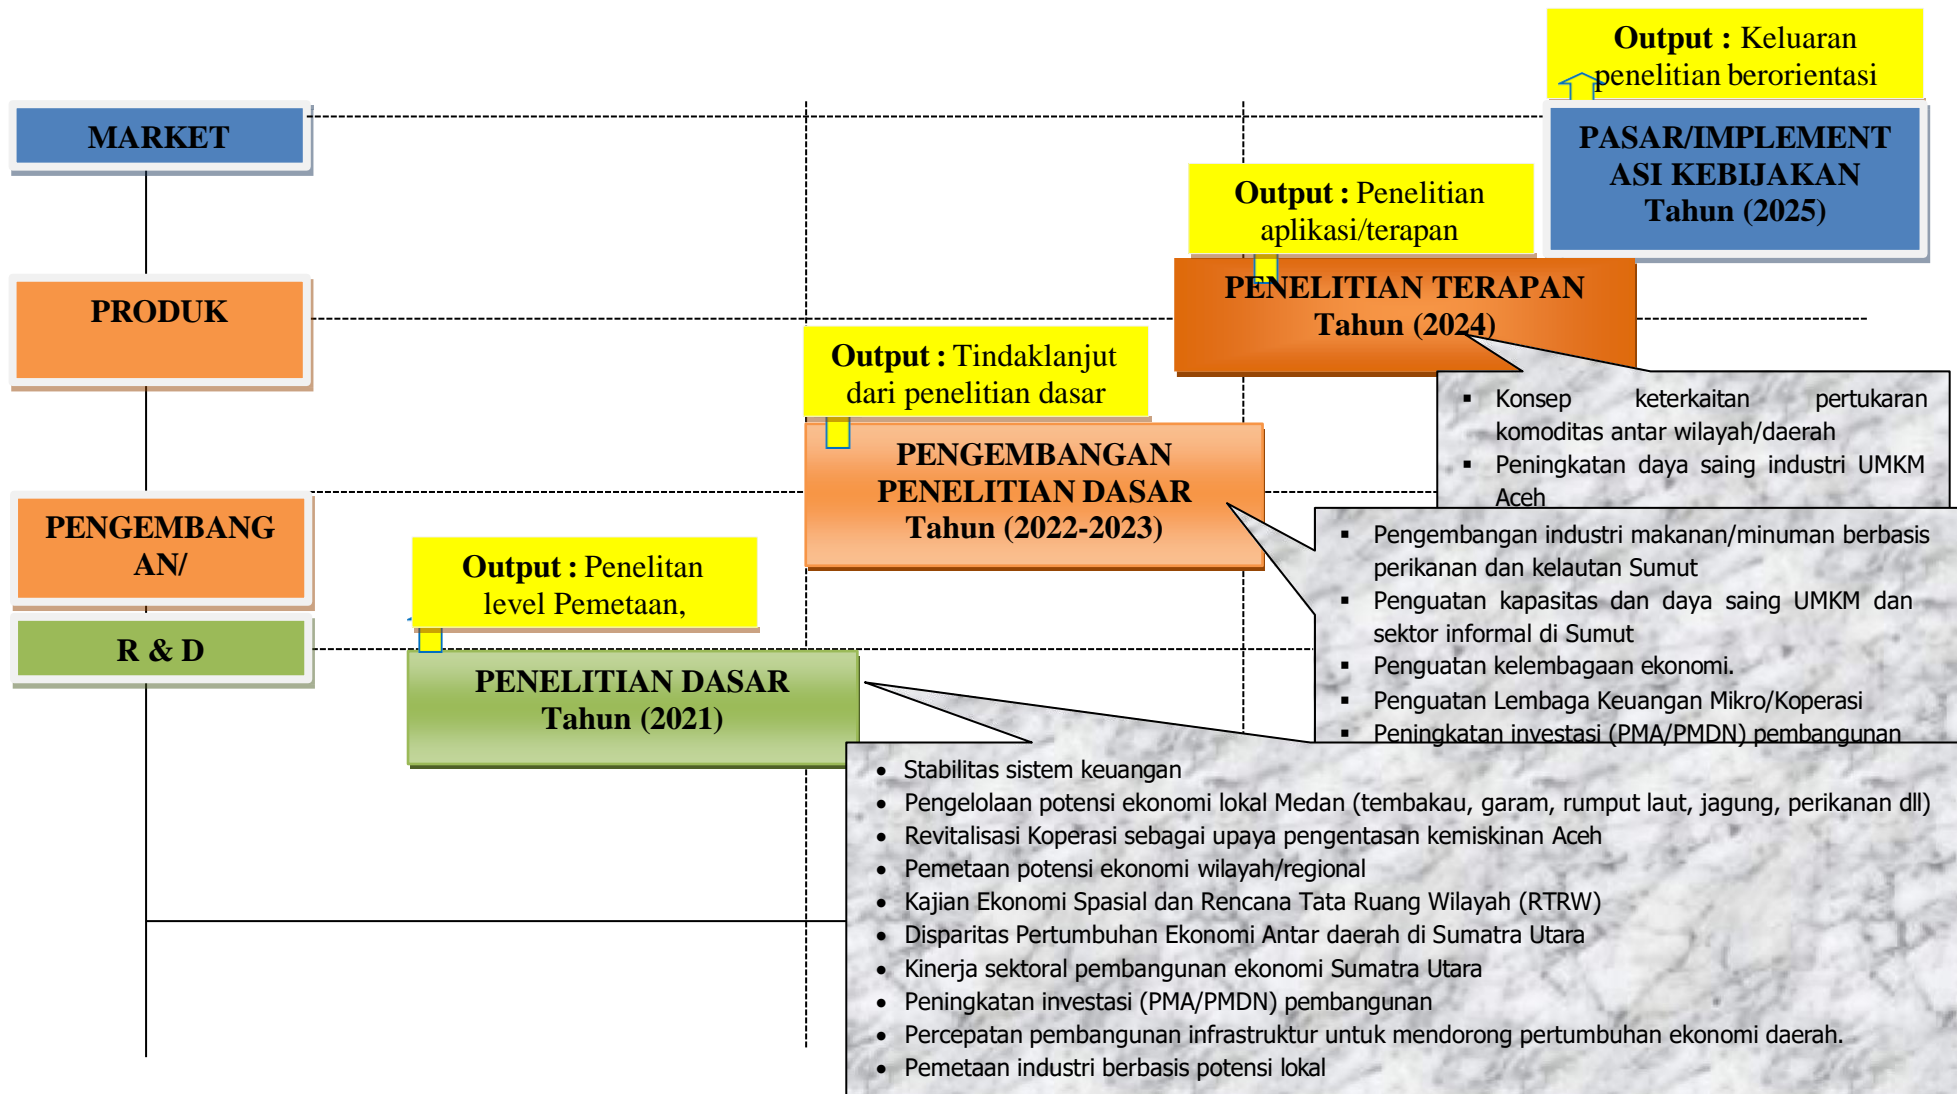 Output : Keluaran
penelitian berorientasi
MARKET
PASAR/IMPLEMENT
ASI KEBIJAKAN
Tahun (2025)
Output : Penelitian
aplikasi/terapan
PRODUK
PENELITIAN TERAPAN
Tahun (2024)
Output : Tindaklanjut
dari penelitian dasar
▪ Konsep keterkaitan pertukaran
komoditas antar wilayah/daerah
▪ Peningkatan daya saing industri UMKM
Aceh
PENGEMBANGAN
PENELITIAN DASAR
Tahun (2022-2023)
PENGEMBANG
AN/
▪ Pengembangan industri makanan/minuman berbasis
perikanan dan kelautan Sumut
▪ Penguatan kapasitas dan daya saing UMKM dan
sektor informal di Sumut
▪ Penguatan kelembagaan ekonomi.
▪ Penguatan Lembaga Keuangan Mikro/Koperasi
▪ Peningkatan investasi (PMA/PMDN) pembangunan
Output : Penelitan
level Pemetaan,
R & D
PENELITIAN DASAR
Tahun (2021)
• Stabilitas sistem keuangan
• Pengelolaan potensi ekonomi lokal Medan (tembakau, garam, rumput laut, jagung, perikanan dll)
• Revitalisasi Koperasi sebagai upaya pengentasan kemiskinan Aceh
• Pemetaan potensi ekonomi wilayah/regional
• Kajian Ekonomi Spasial dan Rencana Tata Ruang Wilayah (RTRW)
• Disparitas Pertumbuhan Ekonomi Antar daerah di Sumatra Utara
• Kinerja sektoral pembangunan ekonomi Sumatra Utara
• Peningkatan investasi (PMA/PMDN) pembangunan
• Percepatan pembangunan infrastruktur untuk mendorong pertumbuhan ekonomi daerah.
• Pemetaan industri berbasis potensi lokal